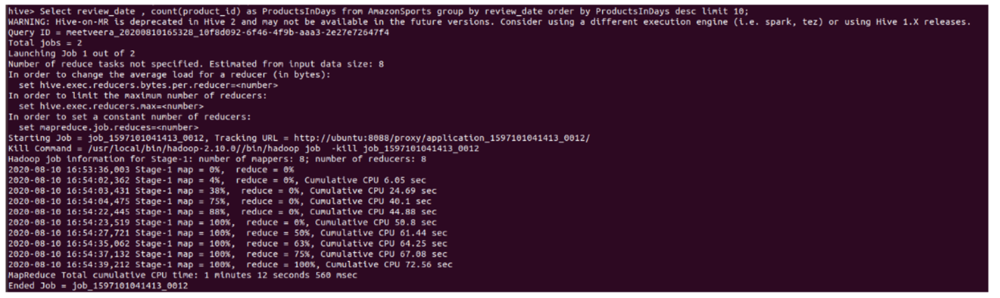 hive> Select review_date , count(product_id) as ProductsInDays from AmazonSports group by review_date order by ProductsInDays desc limit 10;
WARNING: Hive-on-MR is deprecated in Hive 2 and may not be available in the future versions. Consider using a different execution engine (i.e. spark, tez) or using Hive 1.X releases.
Query ID = meetveera_20200810165328_10f8d092-6f46-4f9b-aaa3-2e27e72647f4
Total jobs = 2
Launching Job 1 out of 2
Number of reduce tasks not specified. Estimated from input data size: 8
In order to change the average load for a reducer (in bytes):
  set hive.exec.reducers.bytes.per.reducer=<number>
In order to limit the maximum number of reducers:
  set hive.exec.reducers.max=<number>
In order to set a constant number of reducers:
  set mapreduce.job.reduces=<number>
Starting Job = job_1597101041413_0012, Tracking URL = http://ubuntu:8088/proxy/application_1597101041413_0012/
Kill Command = /usr/local/bin/hadoop-2.10.0//bin/hadoop job  -kill job_1597101041413_0012
Hadoop job information for Stage-1: number of mappers: 8; number of reducers: 8
2020-08-10 16:53:36,003 Stage-1 map = 0%,  reduce = 0%
2020-08-10 16:54:02,362 Stage-1 map = 4%,  reduce = 0%, Cumulative CPU 6.05 sec
2020-08-10 16:54:03,431 Stage-1 map = 38%,  reduce = 0%, Cumulative CPU 24.69 sec
2020-08-10 16:54:04,475 Stage-1 map = 75%,  reduce = 0%, Cumulative CPU 40.1 sec
2020-08-10 16:54:22,445 Stage-1 map = 88%,  reduce = 0%, Cumulative CPU 44.88 sec
2020-08-10 16:54:23,519 Stage-1 map = 100%,  reduce = 0%, Cumulative CPU 50.8 sec
2020-08-10 16:54:27,721 Stage-1 map = 100%,  reduce = 50%, Cumulative CPU 61.44 sec
2020-08-10 16:54:35,062 Stage-1 map = 100%,  reduce = 63%, Cumulative CPU 64.25 sec
2020-08-10 16:54:37,132 Stage-1 map = 100%,  reduce = 75%, Cumulative CPU 67.08 sec
2020-08-10 16:54:39,212 Stage-1 map = 100%,  reduce = 100%, Cumulative CPU 72.56 sec
MapReduce Total cumulative CPU time: 1 minutes 12 seconds 560 msec
Ended Job = job_1597101041413_0012